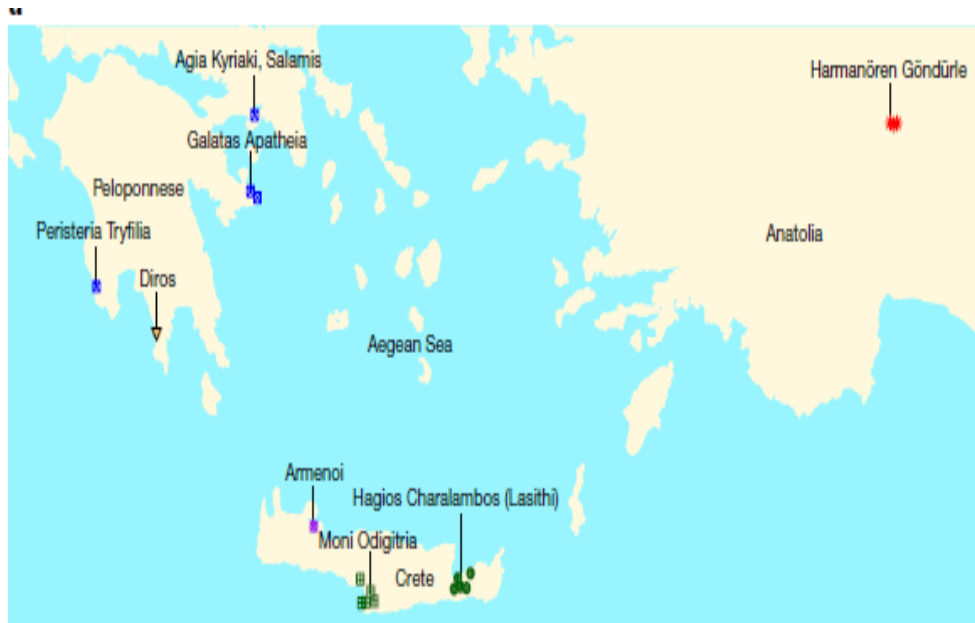 a
Agia Kyriaki, Salamis
Harmanören Göndürle
Galatas Apatheia
Peloponnese
Peristeria Tryfilia
Anatolia
Diros
Aegean Sea
Armenoi
Hagios Charalambos (Lasithi)
Moni Odigitria
Crete